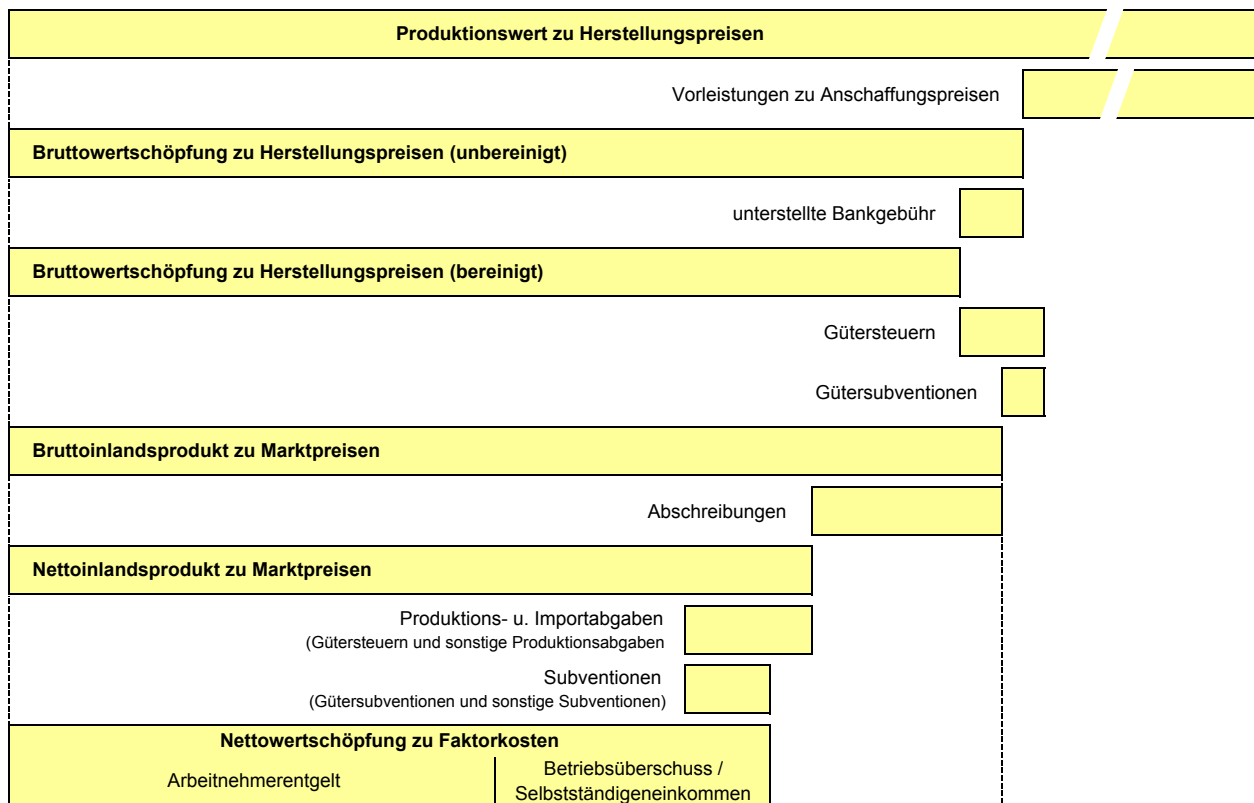 Produktionswert zu Herstellungspreisen
Vorleistungen zu Anschaffungspreisen
Bruttowertschöpfung zu Herstellungspreisen (unbereinigt)
unterstellte Bankgebühr
Bruttowertschöpfung zu Herstellungspreisen (bereinigt)
Gütersteuern
Gütersubventionen
Bruttoinlandsprodukt zu Marktpreisen
Abschreibungen
Nettoinlandsprodukt zu Marktpreisen
Produktions- u. Importabgaben
(Gütersteuern und sonstige Produktionsabgaben
Subventionen
(Gütersubventionen und sonstige Subventionen)
Nettowertschöpfung zu Faktorkosten
Arbeitnehmerentgelt
Betriebsüberschuss /
Selbstständigeneinkommen